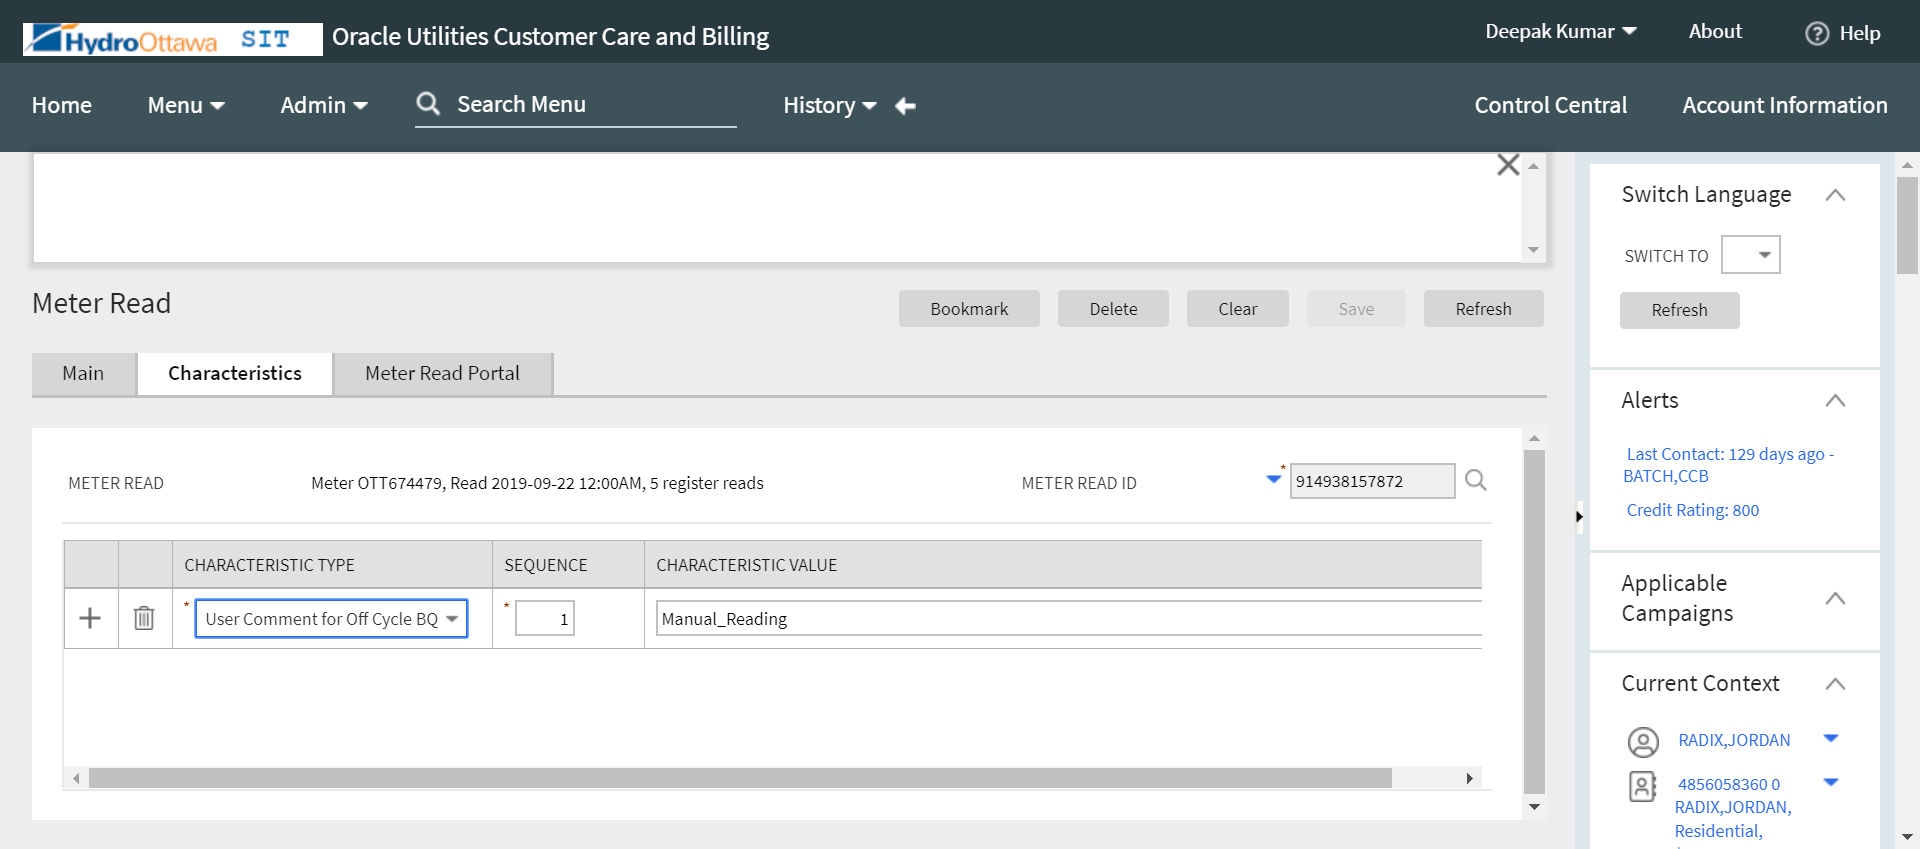 HydroOttawa SIT Oracle Utilities Customer Care and Billing
Deepak Kumar About ? Help
Home Menu Admin Search Menu History Control Central Account Information
Meter Read
Bookmark Delete Clear Save Refresh
Main Characteristics Meter Read Portal
METER READ Meter OTT674479, Read 2019-09-22 12:00AM, 5 register reads METER READ ID * 914938157872
CHARACTERISTIC TYPE SEQUENCE CHARACTERISTIC VALUE
* User Comment for Off Cycle BQ * 1 Manual_Reading
Switch Language
SWITCH TO
Refresh
Alerts
Last Contact: 129 days ago -
BATCH,CCB
Credit Rating: 800
Applicable
Campaigns
Current Context
RADIX,JORDAN
4856058360 0
RADIX,JORDAN,
Residential,